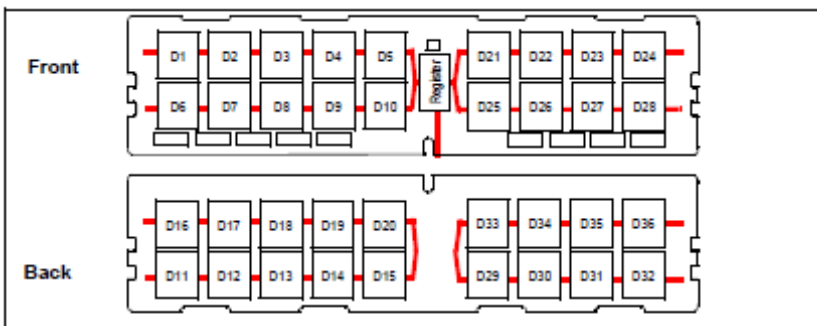 D1 D2 D3 D4 D5 D21 D22 D23 D24
Front
Register
D6 D7 D8 D9 D10 D25 D26 D27 D28
D16 D17 D18 D19 D20 D33 D34 D35 D36
Back
D11 D12 D13 D14 D15 D29 D30 D31 D32